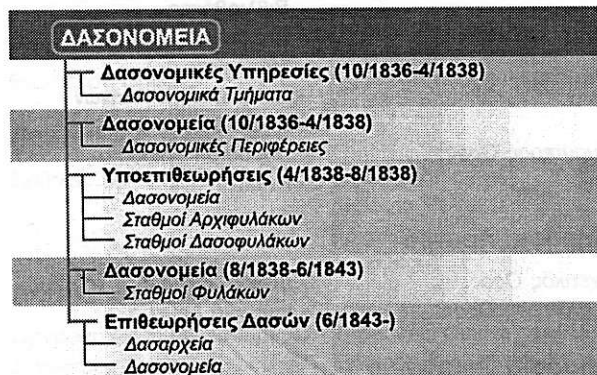 ΔΑΣΟΝΟΜΕΙΑ
Δασονομικές Υπηρεσίες (10/1836-4/1838)
Δασονομικά Τμήματα
Δασονομεία (10/1836-4/1838)
Δασονομικές Περιφέρειες
Υποεπιθεωρήσεις (4/1838-8/1838)
Δασονομεία
Σταθμοί Αρχιφυλάκων
Σταθμοί Δασοφυλάκων
Δασονομεία (8/1838-6/1843)
Σταθμοί Φυλάκων
Επιθεωρήσεις Δασών (6/1843-)
Δασαρχεία
Δασονομεία